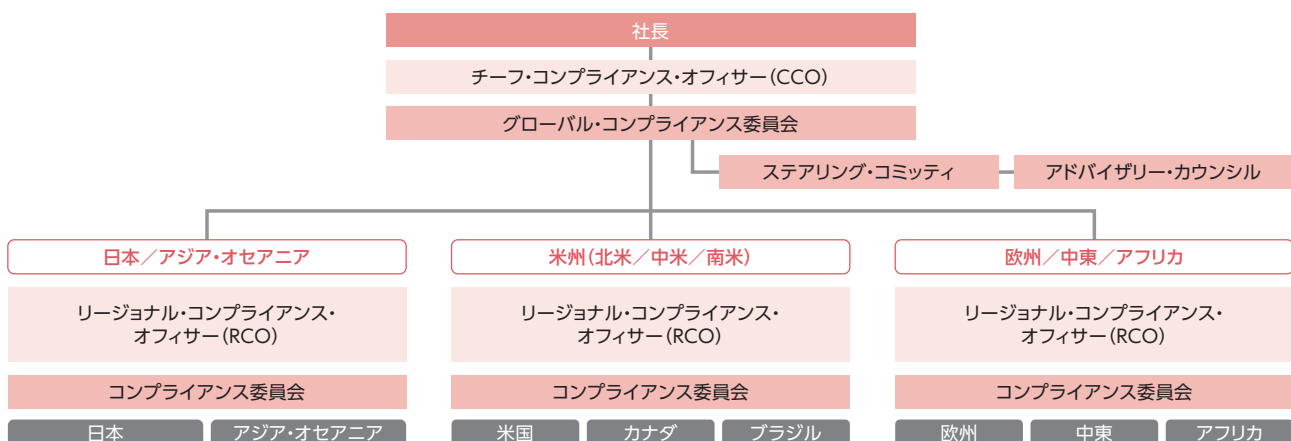 社長
チーフ・コンプライアンス・オフィサー(CCO)
グローバル・コンプライアンス委員会
ステアリング・コミッティ
アドバイザリー・カウンシル
日本／アジア・オセアニア
米州(北米／中米／南米)
欧州／中東／アフリカ
リージョナル・コンプライアンス・
オフィサー(RCO)
リージョナル・コンプライアンス・
オフィサー(RCO)
リージョナル・コンプライアンス・
オフィサー(RCO)
コンプライアンス委員会
コンプライアンス委員会
コンプライアンス委員会
日本
アジア・オセアニア
米国
カナダ
ブラジル
欧州
中東
アフリカ